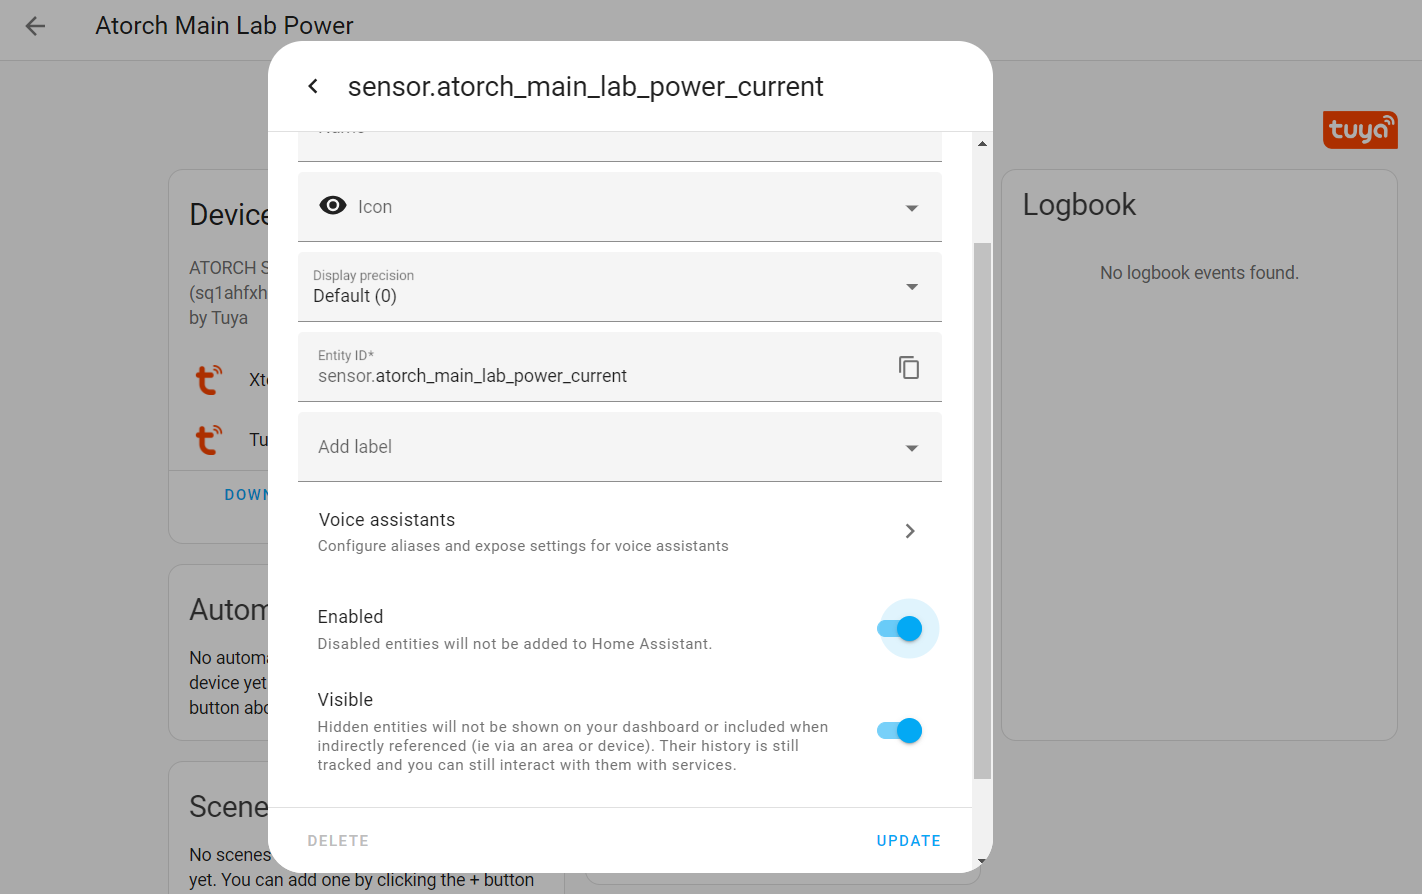 Atorch Main Lab Power
sensor.atorch_main_lab_power_current
Name
Icon
Display precision
Default (0)
Entity ID*
sensor.atorch_main_lab_power_current
Add label
Voice assistants
Configure aliases and expose settings for voice assistants
Enabled
Disabled entities will not be added to Home Assistant.
Visible
Hidden entities will not be shown on your dashboard or included when
indirectly referenced (ie via an area or device). Their history is still
tracked and you can still interact with them with services.
DELETE
UPDATE
Device
ATORCH S
(sq1ahfxh
by Tuya
Xt
Tu
DOWN
Autom
No autom
device yet
button abo
Scene
No scenes
yet. You can add one by clicking the + button
tuya
Logbook
No logbook events found.